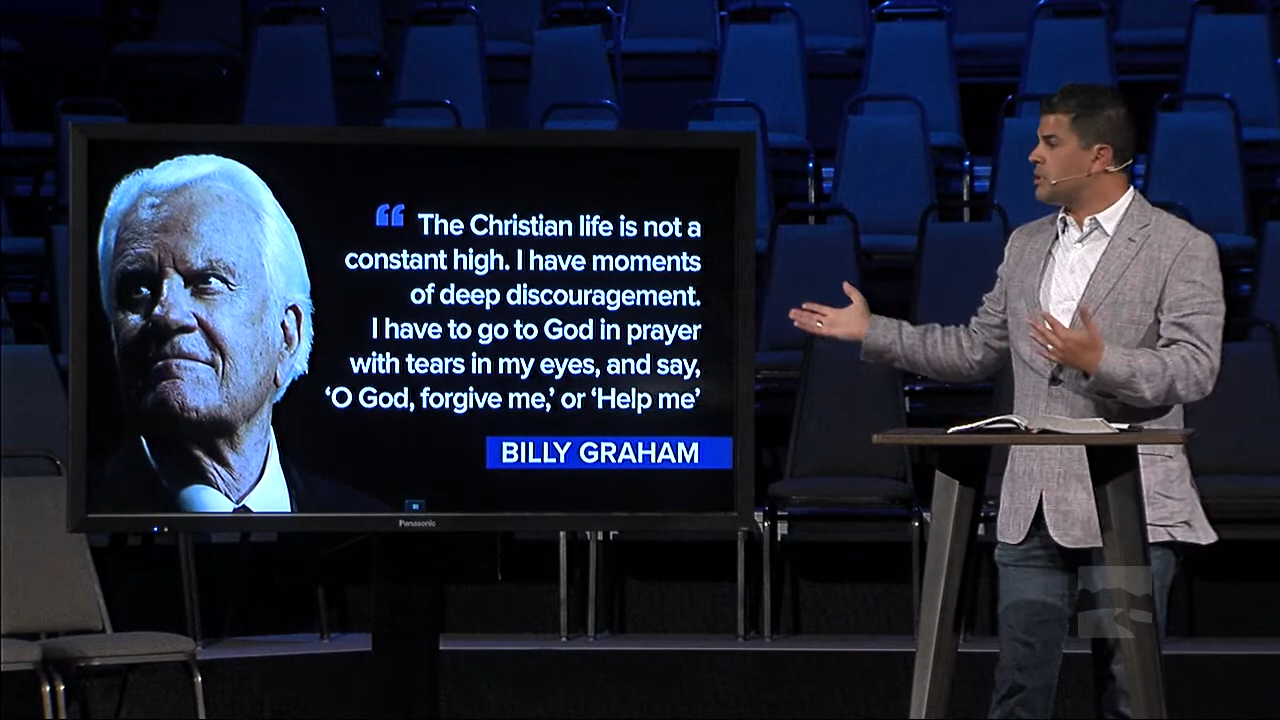 “ The Christian life is not a
constant high. I have moments
of deep discouragement.
I have to go to God in prayer
with tears in my eyes, and say,
‘O God, forgive me,’ or ‘Help me’
BILLY GRAHAM
Panasonic